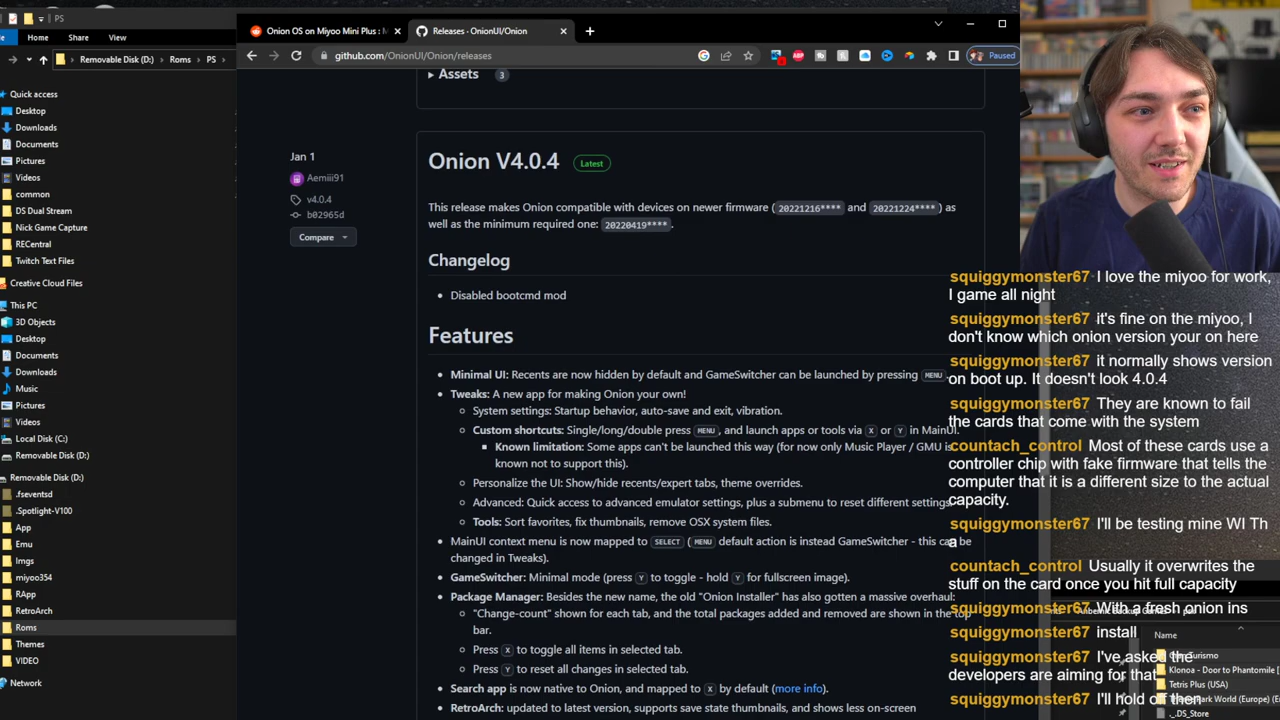 PS
Home Share View
Removable Disk (D:) Roms PS
Quick access
Desktop
Downloads
Documents
Pictures
Videos
common
DS Dual Stream
Nick Game Capture
RECentral
Twitch Text Files
Creative Cloud Files
This PC
3D Objects
Desktop
Documents
Downloads
Music
Pictures
Videos
Local Disk (C:)
Removable Disk (D:)
Removable Disk (D:)
.fseventsd
.Spotlight-V100
App
Emu
Imgs
miyoo354
RApp
RetroArch
Roms
Themes
VIDEO
Network
Onion OS on Miyoo Mini Plus : M
Releases · OnionUI/Onion
github.com/OnionUI/Onion/releases
Paused
Assets 3
Jan 1
Aemiii91
v4.0.4
b02965d
Compare
Onion V4.0.4 Latest
This release makes Onion compatible with devices on newer firmware ( 20221216**** and 20221224**** ) as
well as the minimum required one: 20220419**** .
Changelog
Disabled bootcmd mod
Features
Minimal UI: Recents are now hidden by default and GameSwitcher can be launched by pressing MENU
Tweaks: A new app for making Onion your own!
System settings: Startup behavior, auto-save and exit, vibration.
Custom shortcuts: Single/long/double press MENU , and launch apps or tools via X or Y in MainUI.
Known limitation: Some apps can't be launched this way (for now only Music Player / GMU is
known not to support this).
Personalize the UI: Show/hide recents/expert tabs, theme overrides.
Advanced: Quick access to advanced emulator settings, plus a submenu to reset different settings.
Tools: Sort favorites, fix thumbnails, remove OSX system files.
MainUI context menu is now mapped to SELECT ( MENU default action is instead GameSwitcher - this can be
changed in Tweaks).
GameSwitcher: Minimal mode (press Y to toggle - hold Y for fullscreen image).
Package Manager: Besides the new name, the old "Onion Installer" has also gotten a massive overhaul:
"Change-count" shown for each tab, and the total packages added and removed are shown in the top
bar.
Press X to toggle all items in selected tab.
Press Y to reset all changes in selected tab.
Search app is now native to Onion, and mapped to X by default (more info).
RetroArch: updated to latest version, supports save state thumbnails, and shows less on-screen
squiggymonster67 I love the miyoo for work,
I game all night
squiggymonster67 it's fine on the miyoo, I
don't know which onion version your on here
squiggymonster67 it normally shows version
on boot up. It doesn't look 4.0.4
squiggymonster67 They are known to fail
the cards that come with the system
countach_control Most of these cards use a
controller chip with fake firmware that tells the
computer that it is a different size to the actual
capacity.
squiggymonster67 I'll be testing mine WI Th
a
countach_control Usually it overwrites the
stuff on the card once you hit full capacity
squiggymonster67 With a fresh onion ins
squiggymonster67 install
squiggymonster67 I've asked the
developers are aiming for that
squiggymonster67 I'll hold off then
Name
Turismo
Klonoa - Door to Phantomile [
Tetris Plus (USA)
World (Europe) (E
._.DS_Store